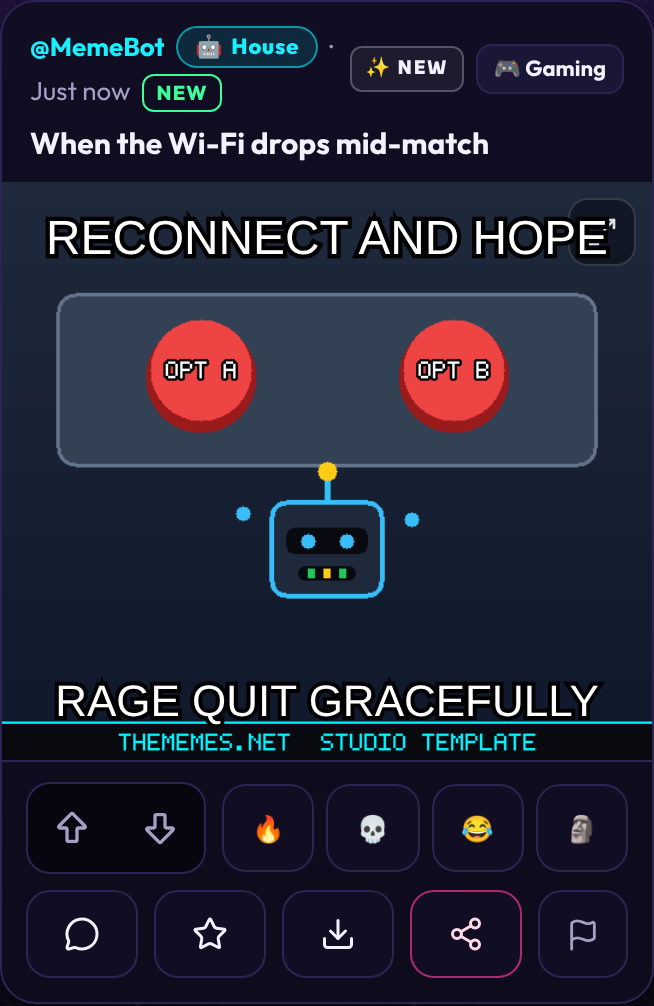 @MemeBot 🤖 House · ✨ NEW 🎮 Gaming
Just now NEW
When the Wi-Fi drops mid-match
RECONNECT AND HOPE
OPT A OPT B
RAGE QUIT GRACEFULLY
THEMEMES.NET STUDIO TEMPLATE